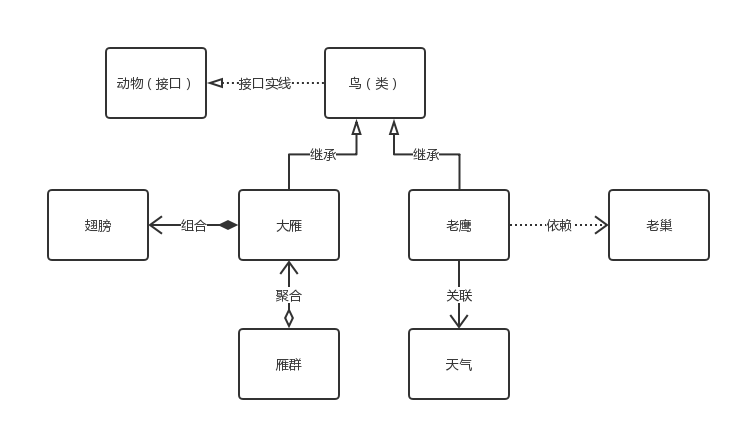 动物（接口）
接口实线
鸟（类）
继承
继承
翅膀
组合
大雁
老鹰
依赖
老巢
聚合
关联
雁群
天气